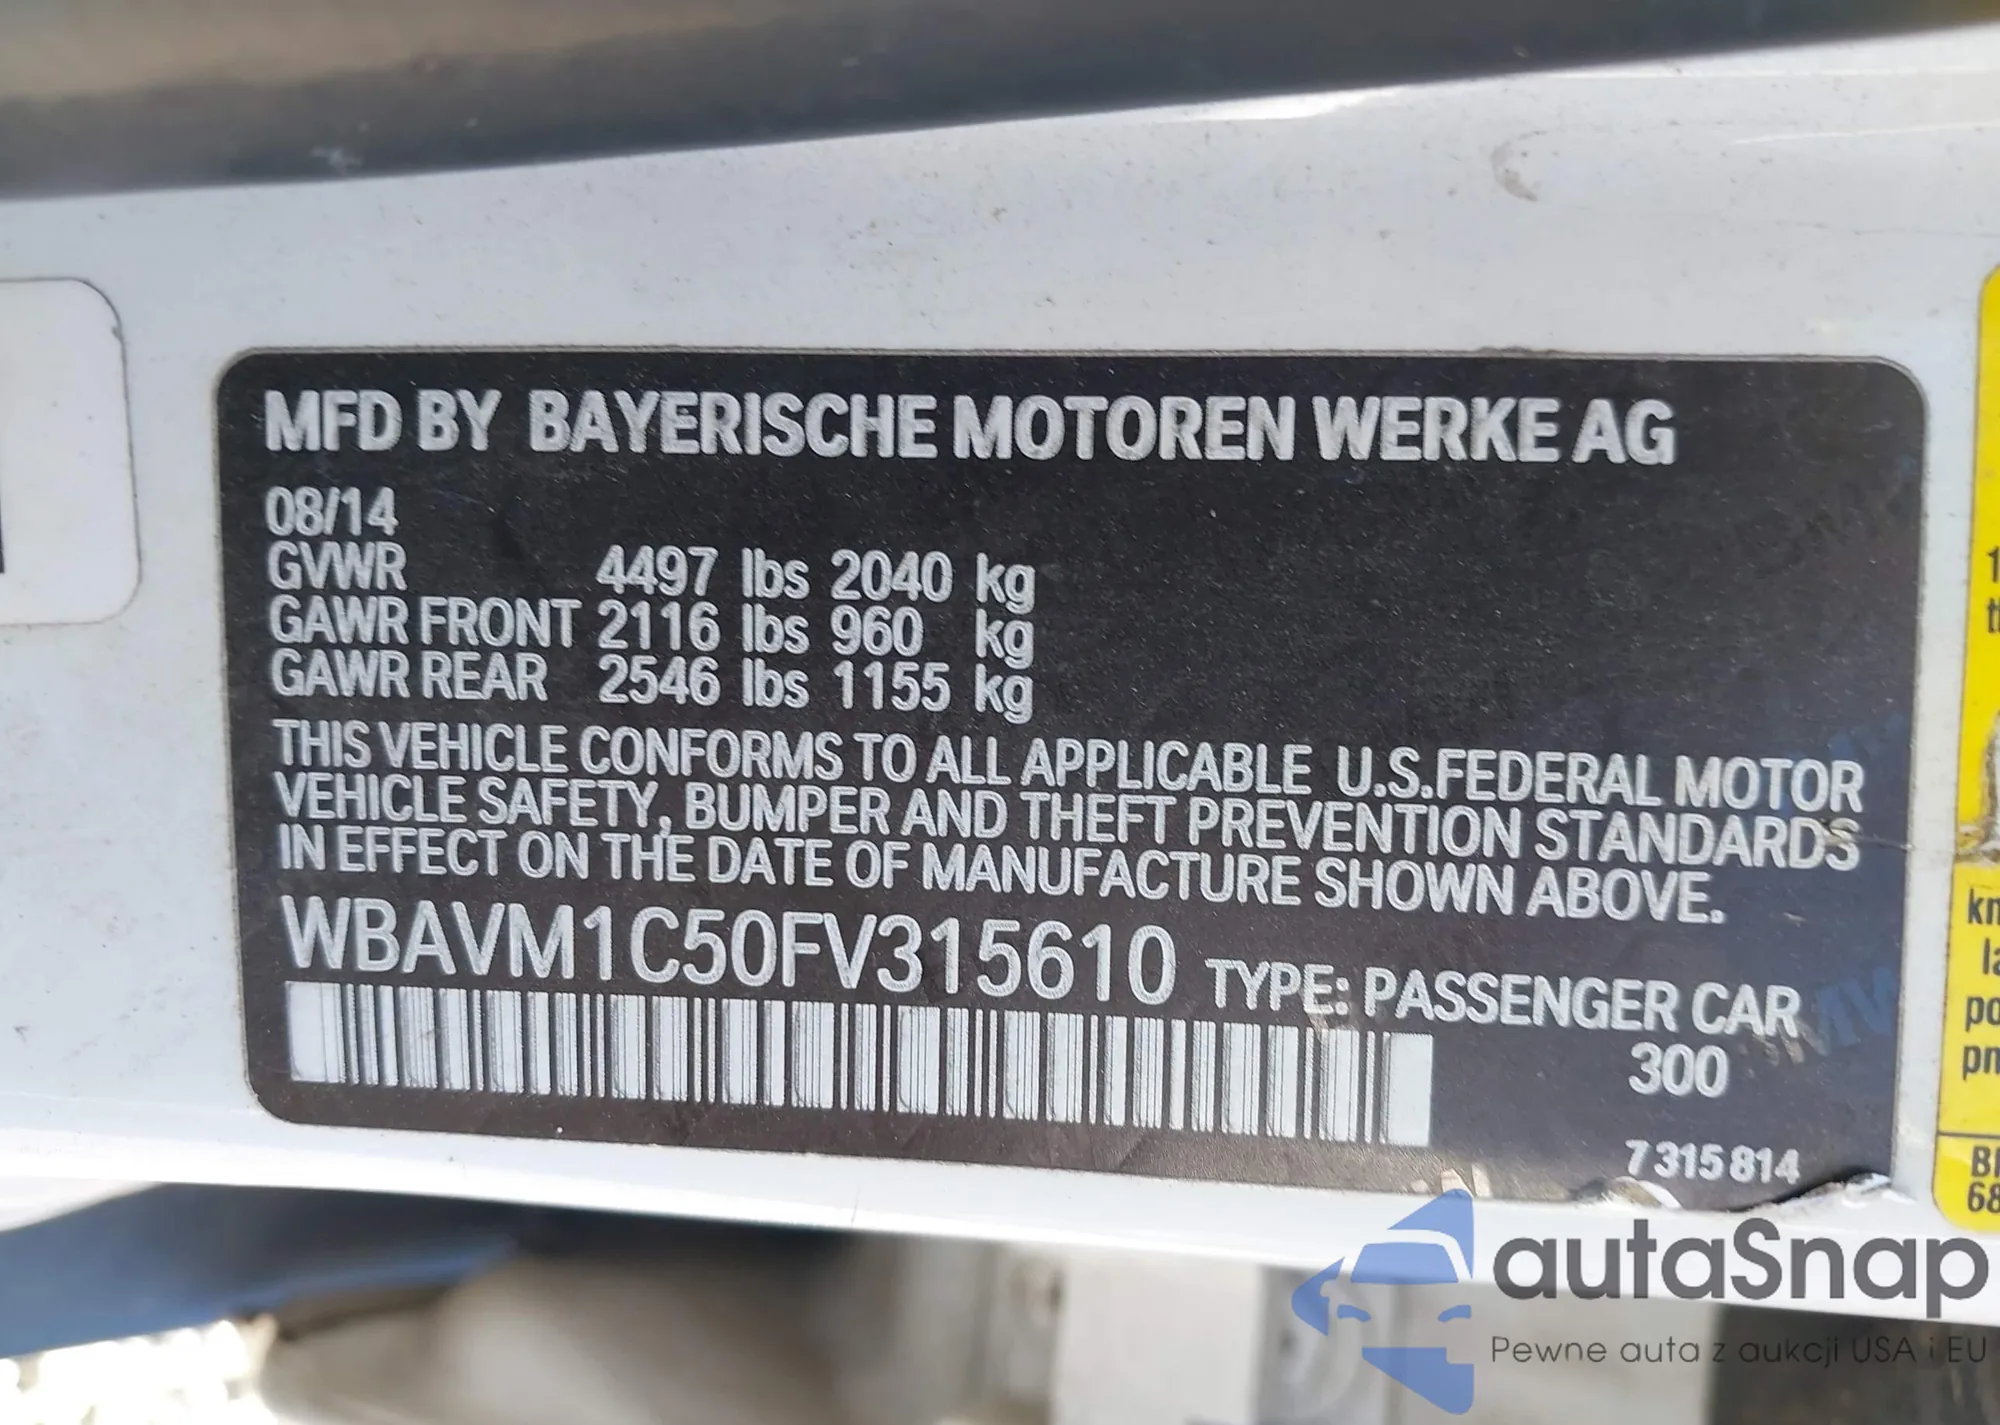 MFD BY BAYERISCHE MOTOREN WERKE AG
08/14
GVWR 4497 lbs 2040 kg
GAWR FRONT 2116 lbs 960 kg
GAWR REAR 2546 lbs 1155 kg
THIS VEHICLE CONFORMS TO ALL APPLICABLE U.S.FEDERAL MOTOR
VEHICLE SAFETY, BUMPER AND THEFT PREVENTION STANDARDS
IN EFFECT ON THE DATE OF MANUFACTURE SHOWN ABOVE.
WBAVM1C50FV315610 TYPE: PASSENGER CAR
300
7 315 814
autaSnap
Pewne auta z aukcji USA i EU